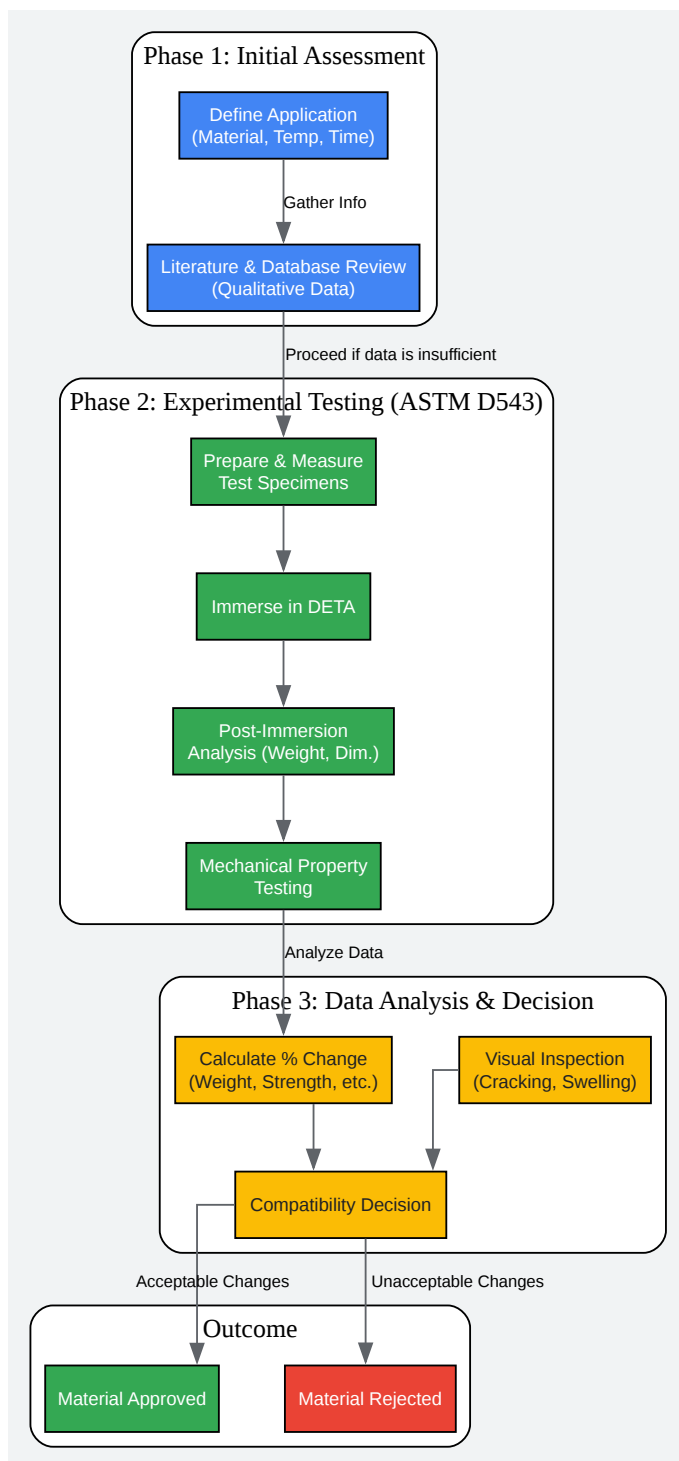 Phase 1: Initial Assessment
Define Application
(Material, Temp, Time)
Gather Info
Literature & Database Review
(Qualitative Data)
Proceed if data is insufficient
Phase 2: Experimental Testing (ASTM D543)
Prepare & Measure
Test Specimens
Immerse in DETA
Post-Immersion
Analysis (Weight, Dim.)
Mechanical Property
Testing
Analyze Data
Phase 3: Data Analysis & Decision
Calculate % Change
(Weight, Strength, etc.)
Visual Inspection
(Cracking, Swelling)
Compatibility Decision
Acceptable Changes
Unacceptable Changes
Outcome
Material Approved
Material Rejected